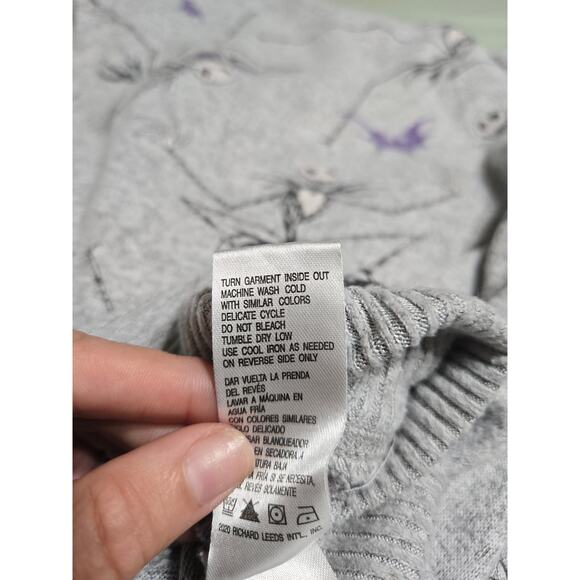 TURN GARMENT INSIDE OUT
MACHINE WASH COLD
WITH SIMILAR COLORS
DELICATE CYCLE
DO NOT BLEACH
TUMBLE DRY LOW
USE COOL IRON AS NEEDED
ON REVERSE SIDE ONLY
DAR VUELTA LA PRENDA
DEL REVÉS
LAVAR A MÁQUINA EN
AGUA FRÍA
CON COLORES SIMILARES
DELICADO
BLANQUEADOR
EN SECADORA A
BAJA
FRÍA SI SE NECESITA,
REVÉS SOLAMENTE
2020 RICHARD LEEDS INT'L., INC.